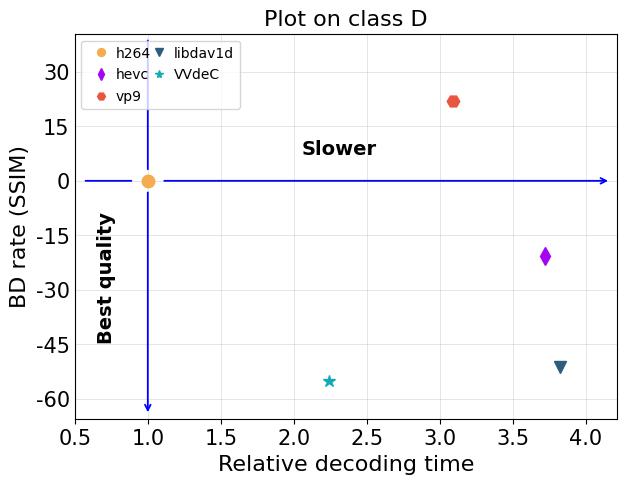 Plot on class D
h264 libdav1d
hevc VVdeC
vp9
Slower
Best quality
BD rate (SSIM)
30
15
0
-15
-30
-45
-60
0.5 1.0 1.5 2.0 2.5 3.0 3.5 4.0
Relative decoding time